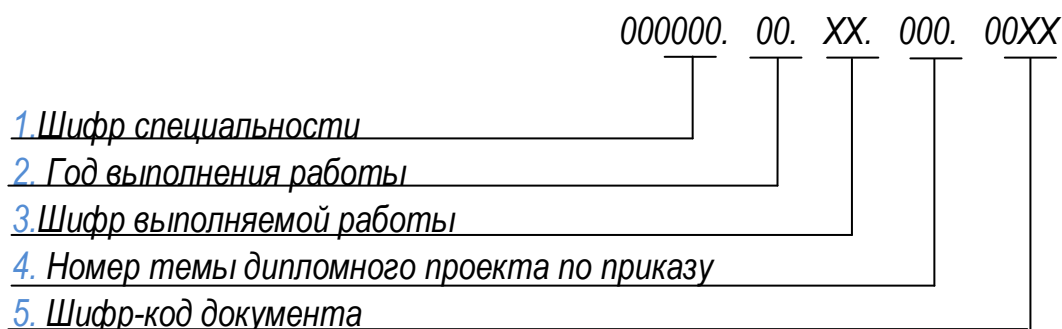 000000. 00. XX. 000. 00XX
1.Шифр специальности
2. Год выполнения работы
3.Шифр выполняемой работы
4. Номер темы дипломного проекта по приказу
5. Шифр-код документа